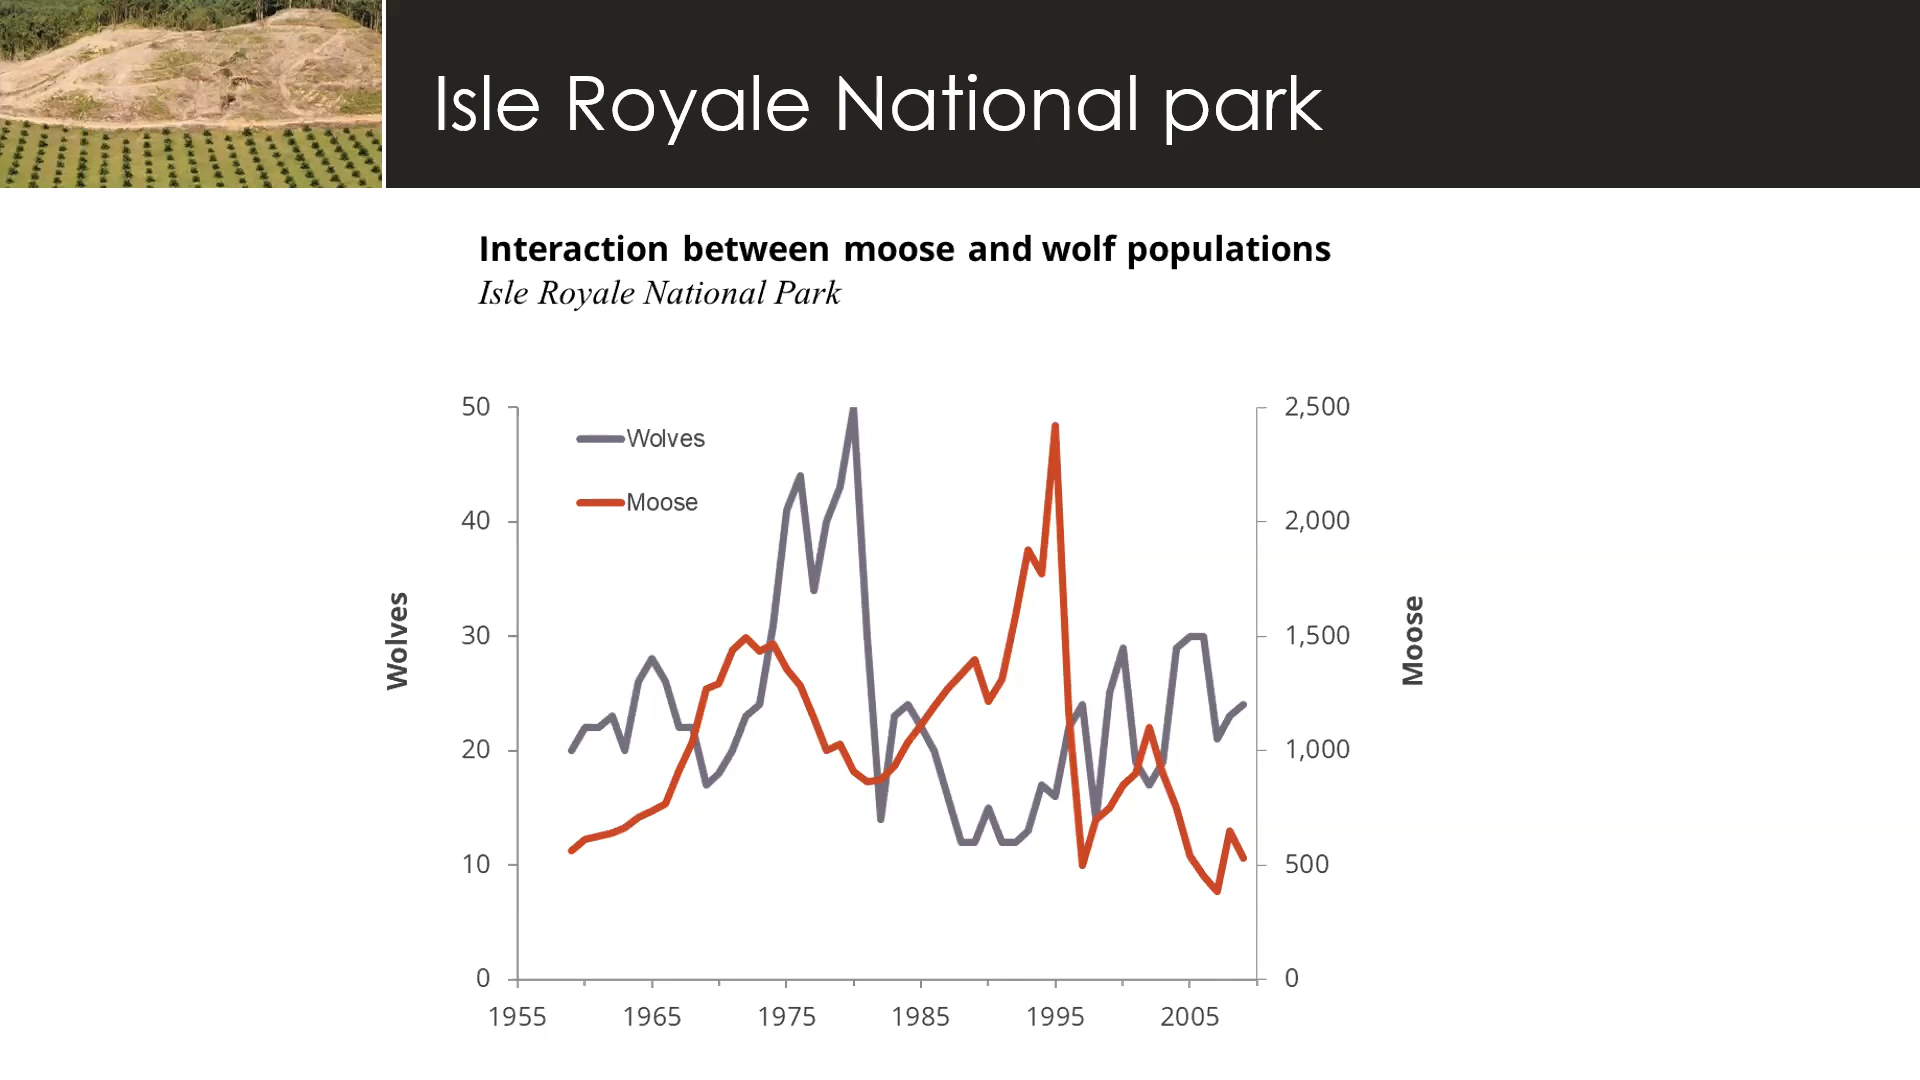 Isle Royale National park
Interaction between moose and wolf populations
Isle Royale National Park
50
40
30
20
10
0
Wolves
Wolves
Moose
2,500
2,000
1,500
1,000
500
0
Moose
1955 1965 1975 1985 1995 2005